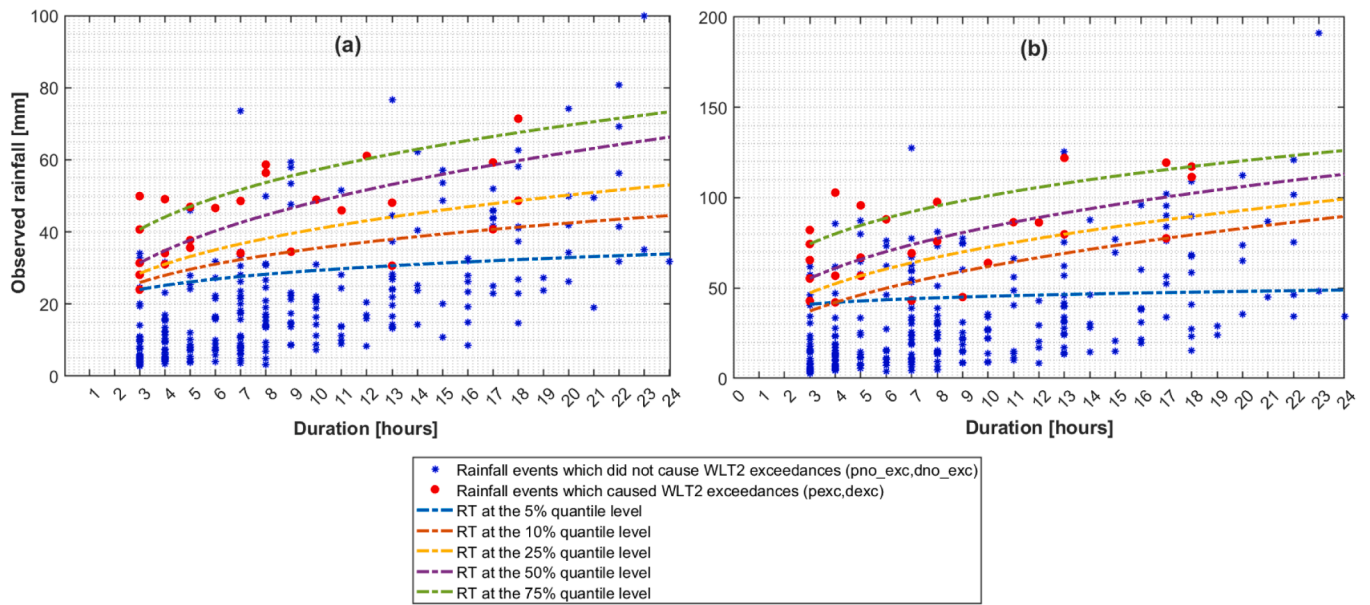 (a)
Observed rainfall [mm]
100
80
60
40
20
0
1 2 3 4 5 6 7 8 9 10 11 12 13 14 15 16 17 18 19 20 21 22 23 24
Duration [hours]
(b)
200
150
100
50
0
0 1 2 3 4 5 6 7 8 9 10 11 12 13 14 15 16 17 18 19 20 21 22 23 24
Duration [hours]
Rainfall events which did not cause WLT2 exceedances (pno_exc,dno_exc)
Rainfall events which caused WLT2 exceedances (pexc,dexc)
RT at the 5% quantile level
RT at the 10% quantile level
RT at the 25% quantile level
RT at the 50% quantile level
RT at the 75% quantile level